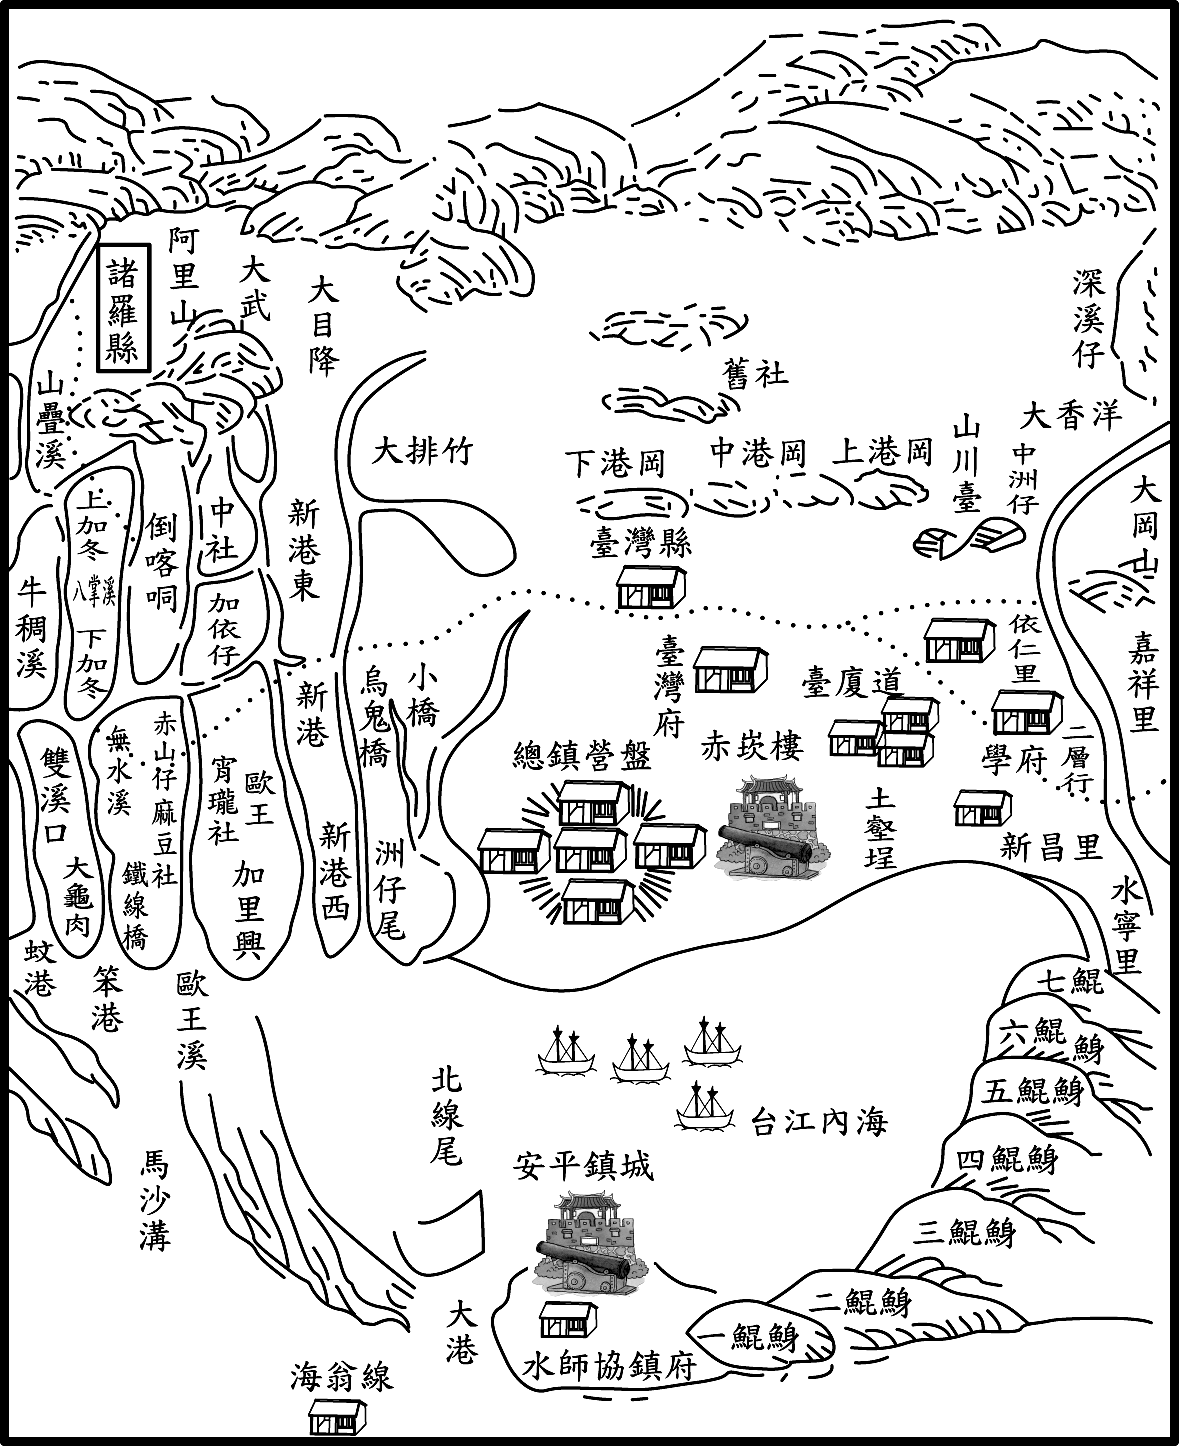 阿里山
大武
大目降
諸羅縣
山疊溪
深溪仔
舊社
大香洋
大排竹
下港岡
中港岡
上港岡
山川臺
中洲仔
大岡山
上加冬
八掌溪
下加冬
倒喀哃
中社
加依仔
新港東
臺灣縣
牛稠溪
臺灣府
臺廈道
依仁里
嘉祥里
新港
烏鬼橋
小橋
總鎮營盤
赤崁樓
學府
二層行
無水溪
赤山仔麻豆社
宵瓏社
歐王
雙溪口
土墼埕
新昌里
新港西
洲仔尾
大龜肉
鐵線橋
加里興
水寧里
蚊港
笨港
歐王溪
七鯤
六鯤鯓
五鯤鯓
四鯤鯓
三鯤鯓
二鯤鯓
一鯤鯓
北線尾
台江內海
馬沙溝
安平鎮城
大港
水師協鎮府
海翁線